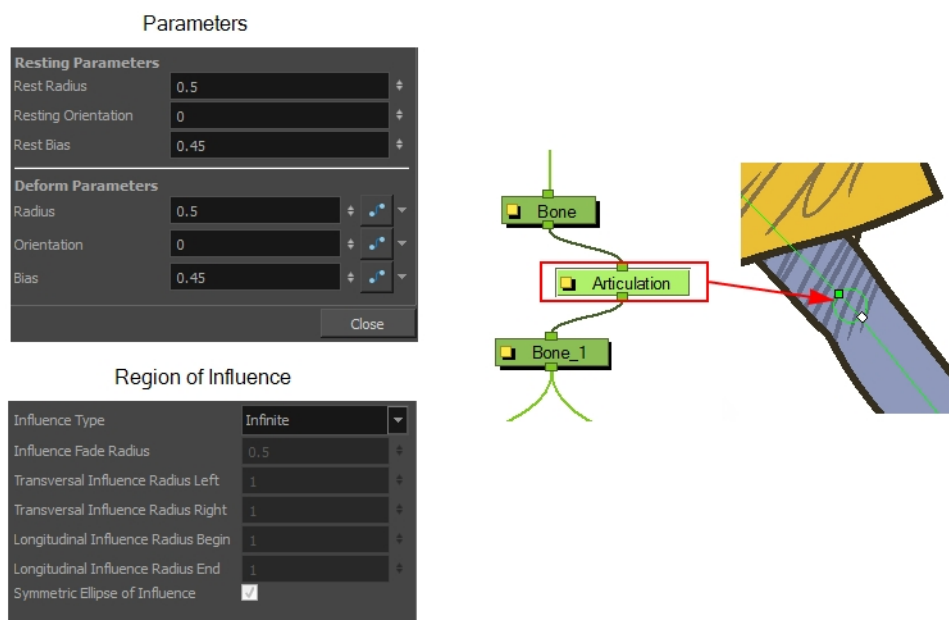 Parameters
Resting Parameters
Rest Radius 0.5
Resting Orientation 0
Rest Bias 0.45
Deform Parameters
Radius 0.5
Orientation 0
Bias 0.45
Close
Region of Influence
Influence Type Infinite
Influence Fade Radius 0.5
Transversal Influence Radius Left 1
Transversal Influence Radius Right 1
Longitudinal Influence Radius Begin 1
Longitudinal Influence Radius End 1
Symmetric Ellipse of Influence
Bone
Articulation
Bone_1